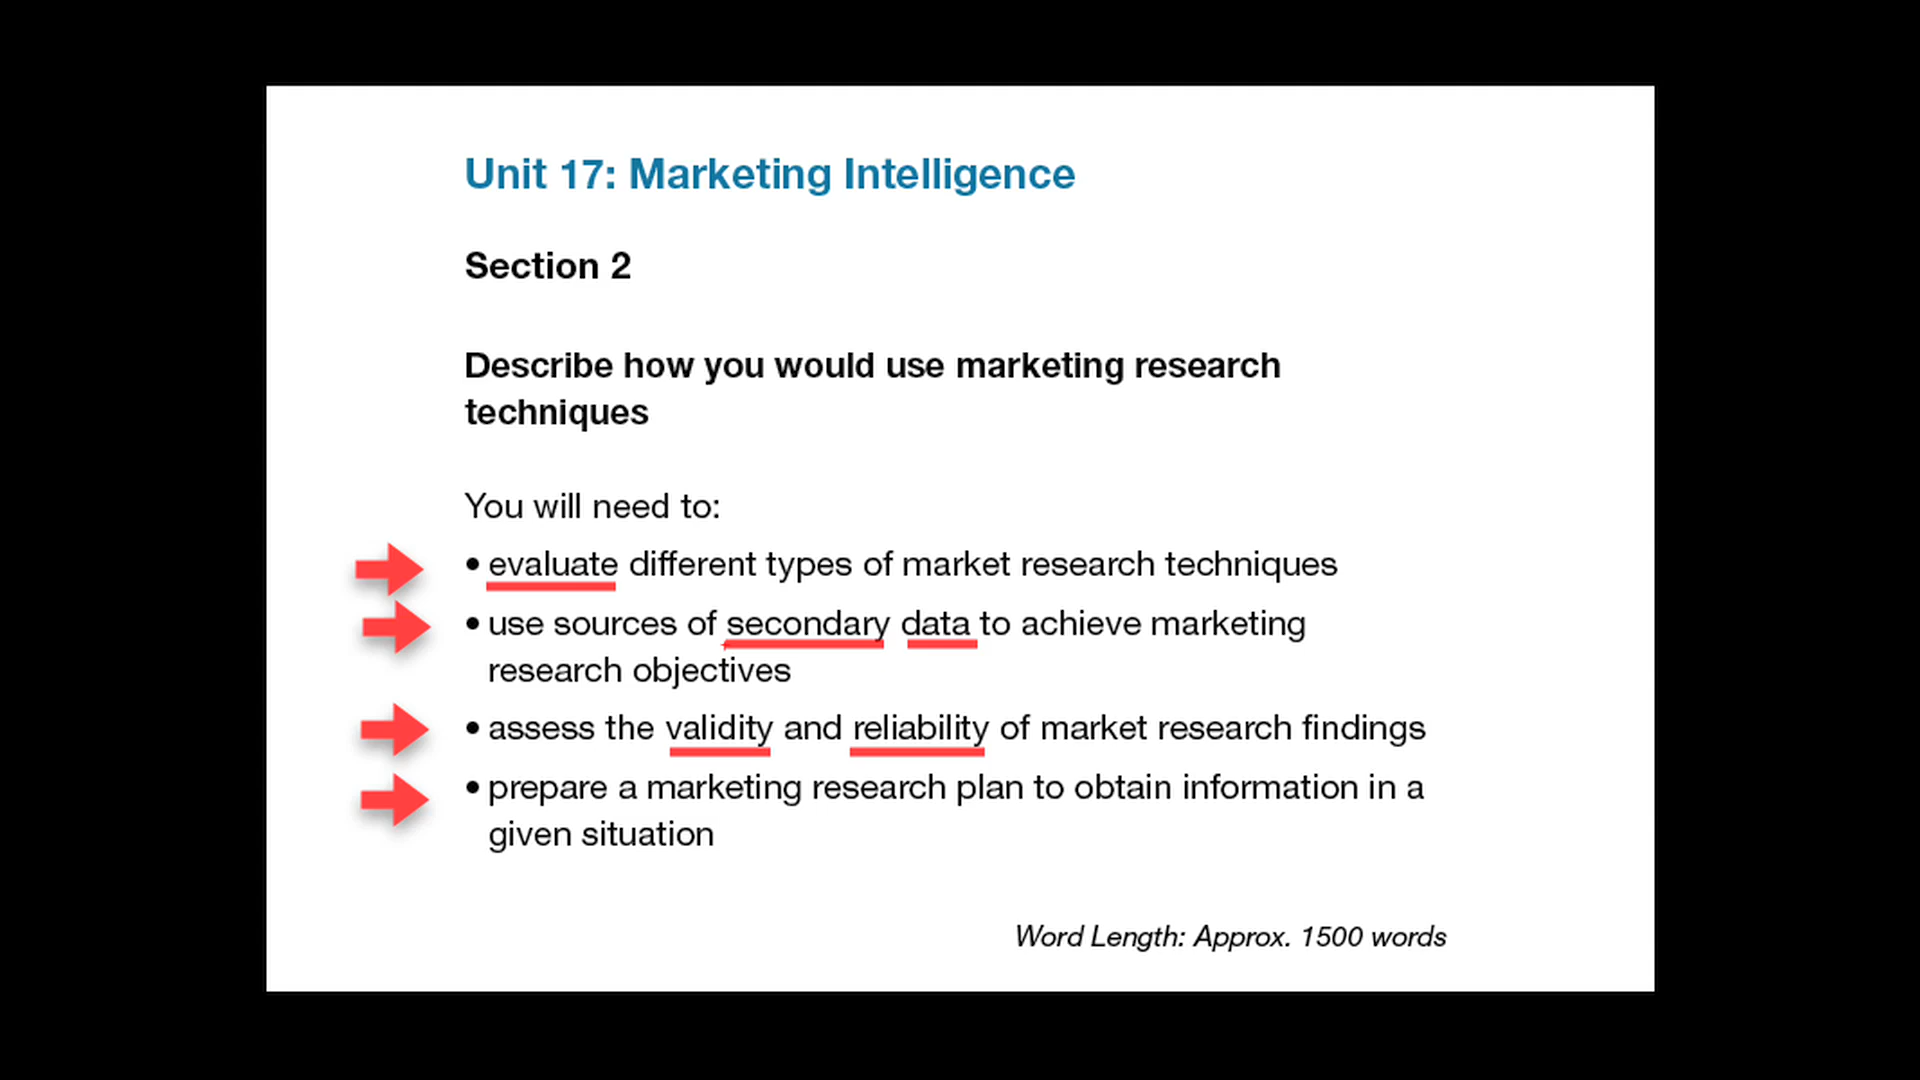 Unit 17: Marketing Intelligence
Section 2
Describe how you would use marketing research
techniques
You will need to:
• evaluate different types of market research techniques
• use sources of secondary data to achieve marketing
research objectives
• assess the validity and reliability of market research findings
• prepare a marketing research plan to obtain information in a
given situation
Word Length: Approx. 1500 words